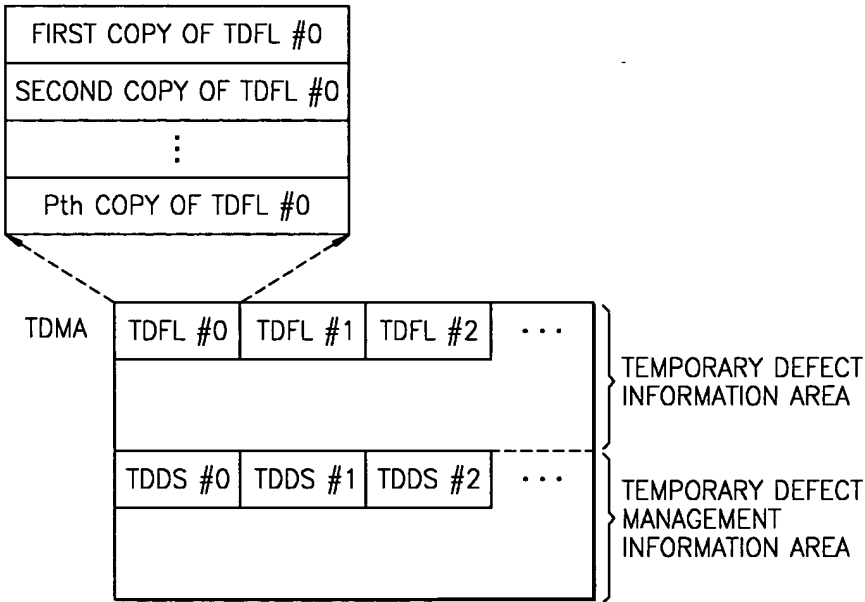 FIRST COPY OF TDFL #0
SECOND COPY OF TDFL #0
⋮
Pth COPY OF TDFL #0
TDMA
TDFL #0 TDFL #1 TDFL #2 ...
TEMPORARY DEFECT
INFORMATION AREA
TDDS #0 TDDS #1 TDDS #2 ...
TEMPORARY DEFECT
MANAGEMENT
INFORMATION AREA